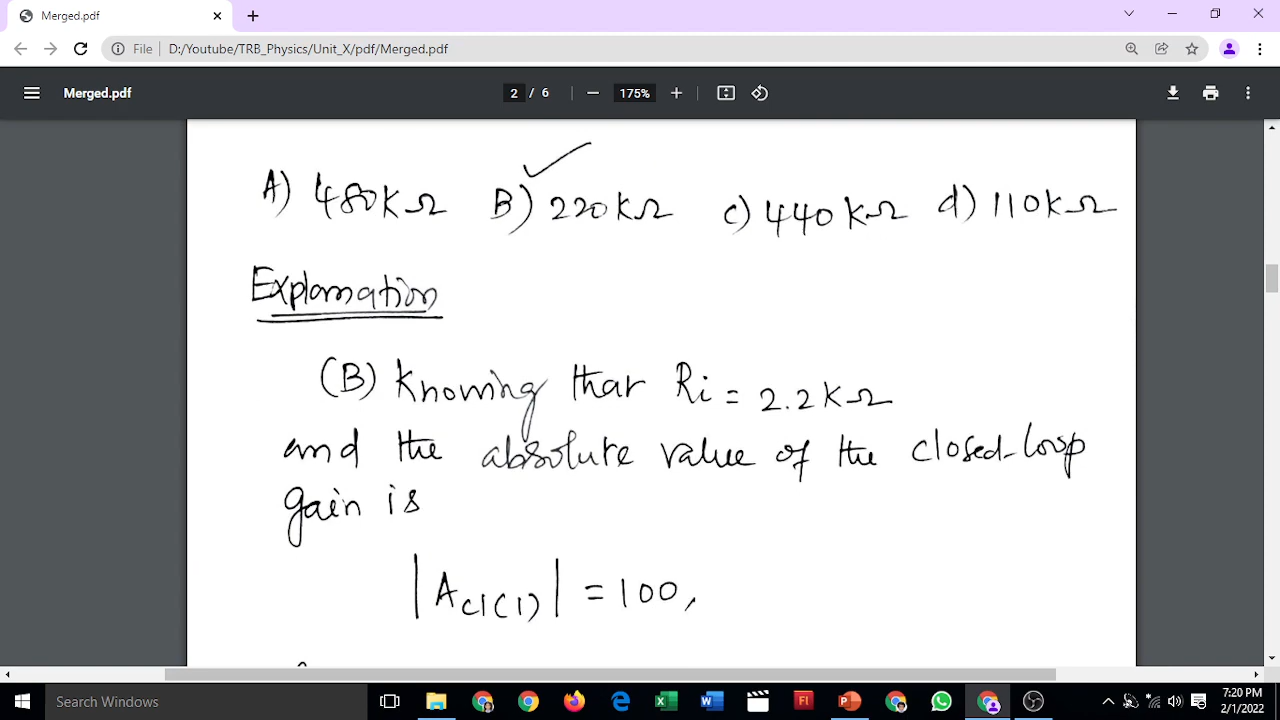 Merged.pdf
File D:/Youtube/TRB_Physics/Unit_X/pdf/Merged.pdf
Merged.pdf 2 / 6 175%
A) 480KΩ B) 220KΩ C) 440KΩ d) 110KΩ
Explanation
(B) Knowing that Ri = 2.2KΩ
and the absolute value of the closed-loop
gain is
|Acl(I)| = 100,
Search Windows
7:20 PM
2/1/2022